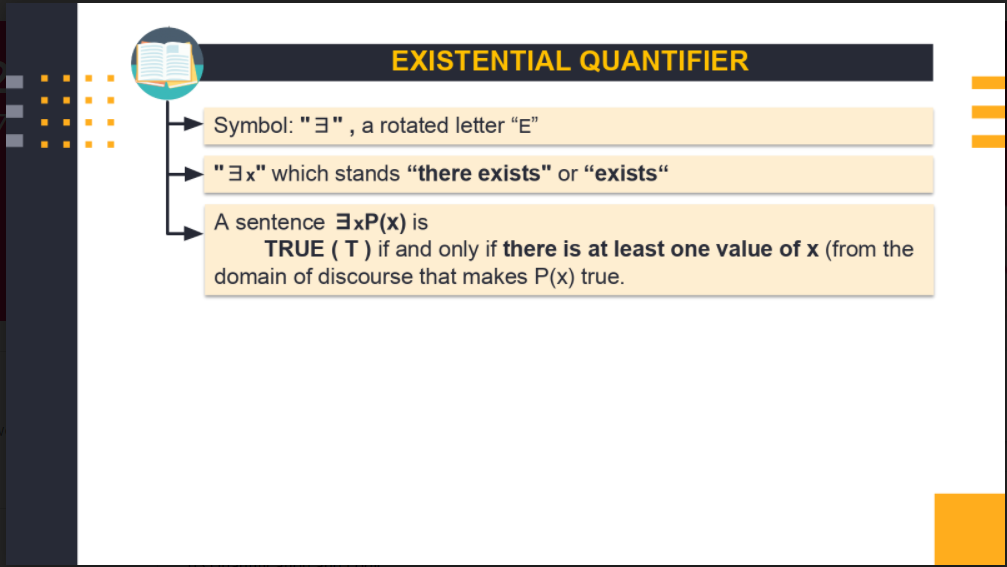 EXISTENTIAL QUANTIFIER
Symbol: "∃" , a rotated letter “E”
"∃x" which stands “there exists" or “exists“
A sentence ∃xP(x) is
TRUE ( T ) if and only if there is at least one value of x (from the
domain of discourse that makes P(x) true.